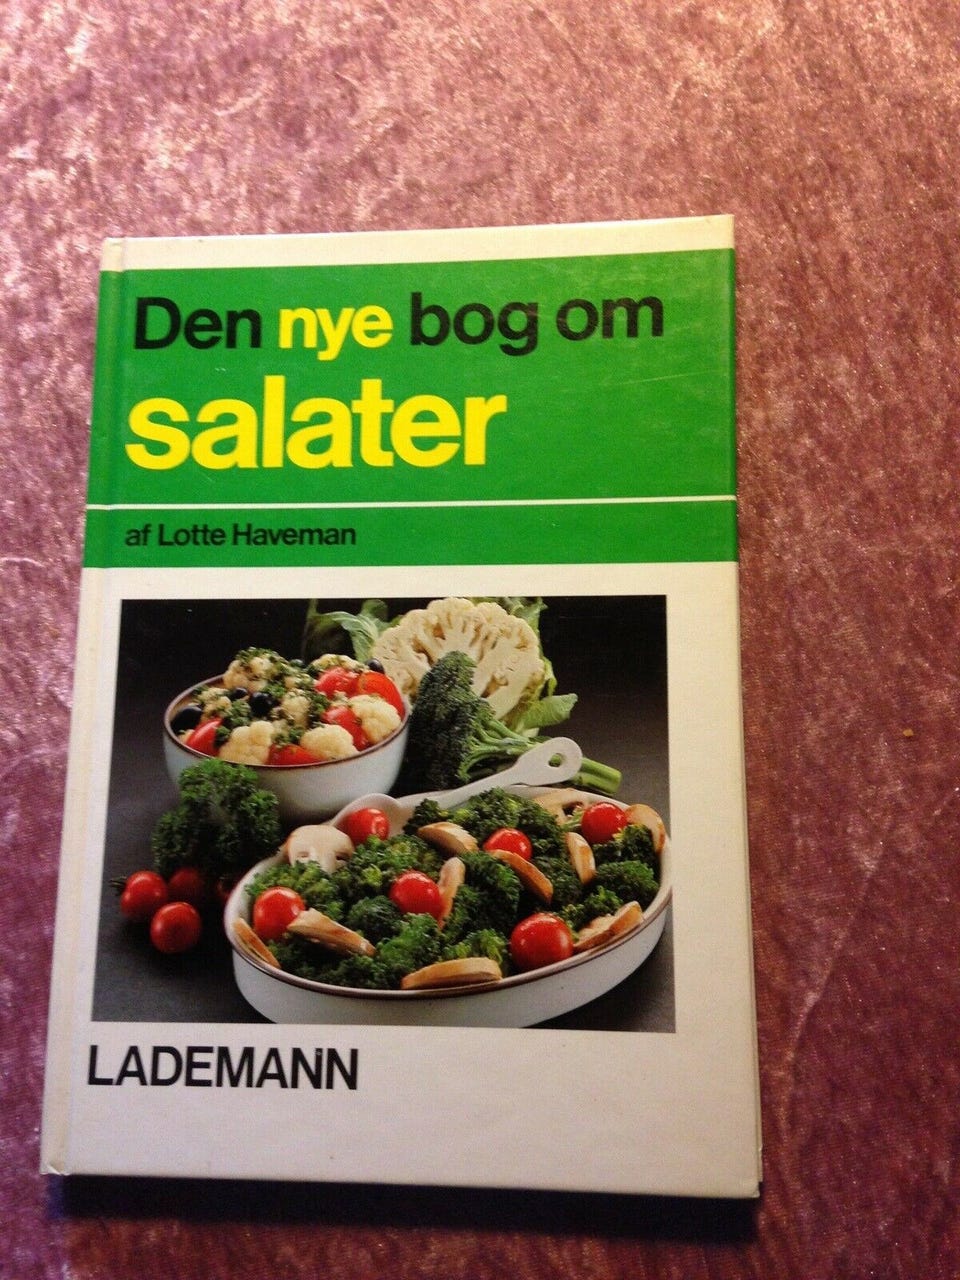 Den nye bog om
salater
af Lotte Haveman
LADEMANN